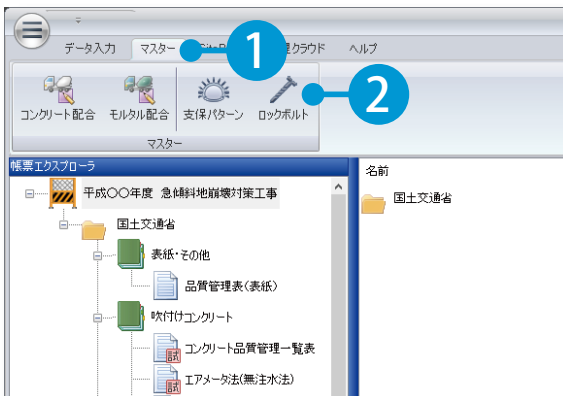 データ入力 マスター ヘルプ
1
2
コンクリート配合 モルタル配合 支保パターン ロックボルト
マスター
帳票エクスプローラ
名前
平成〇〇年度 急傾斜地崩壊対策工事
国土交通省
国土交通省
表紙・その他
品質管理表(表紙)
吹付けコンクリート
試 コンクリート品質管理一覧表
試 エアメータ法(無注水法)